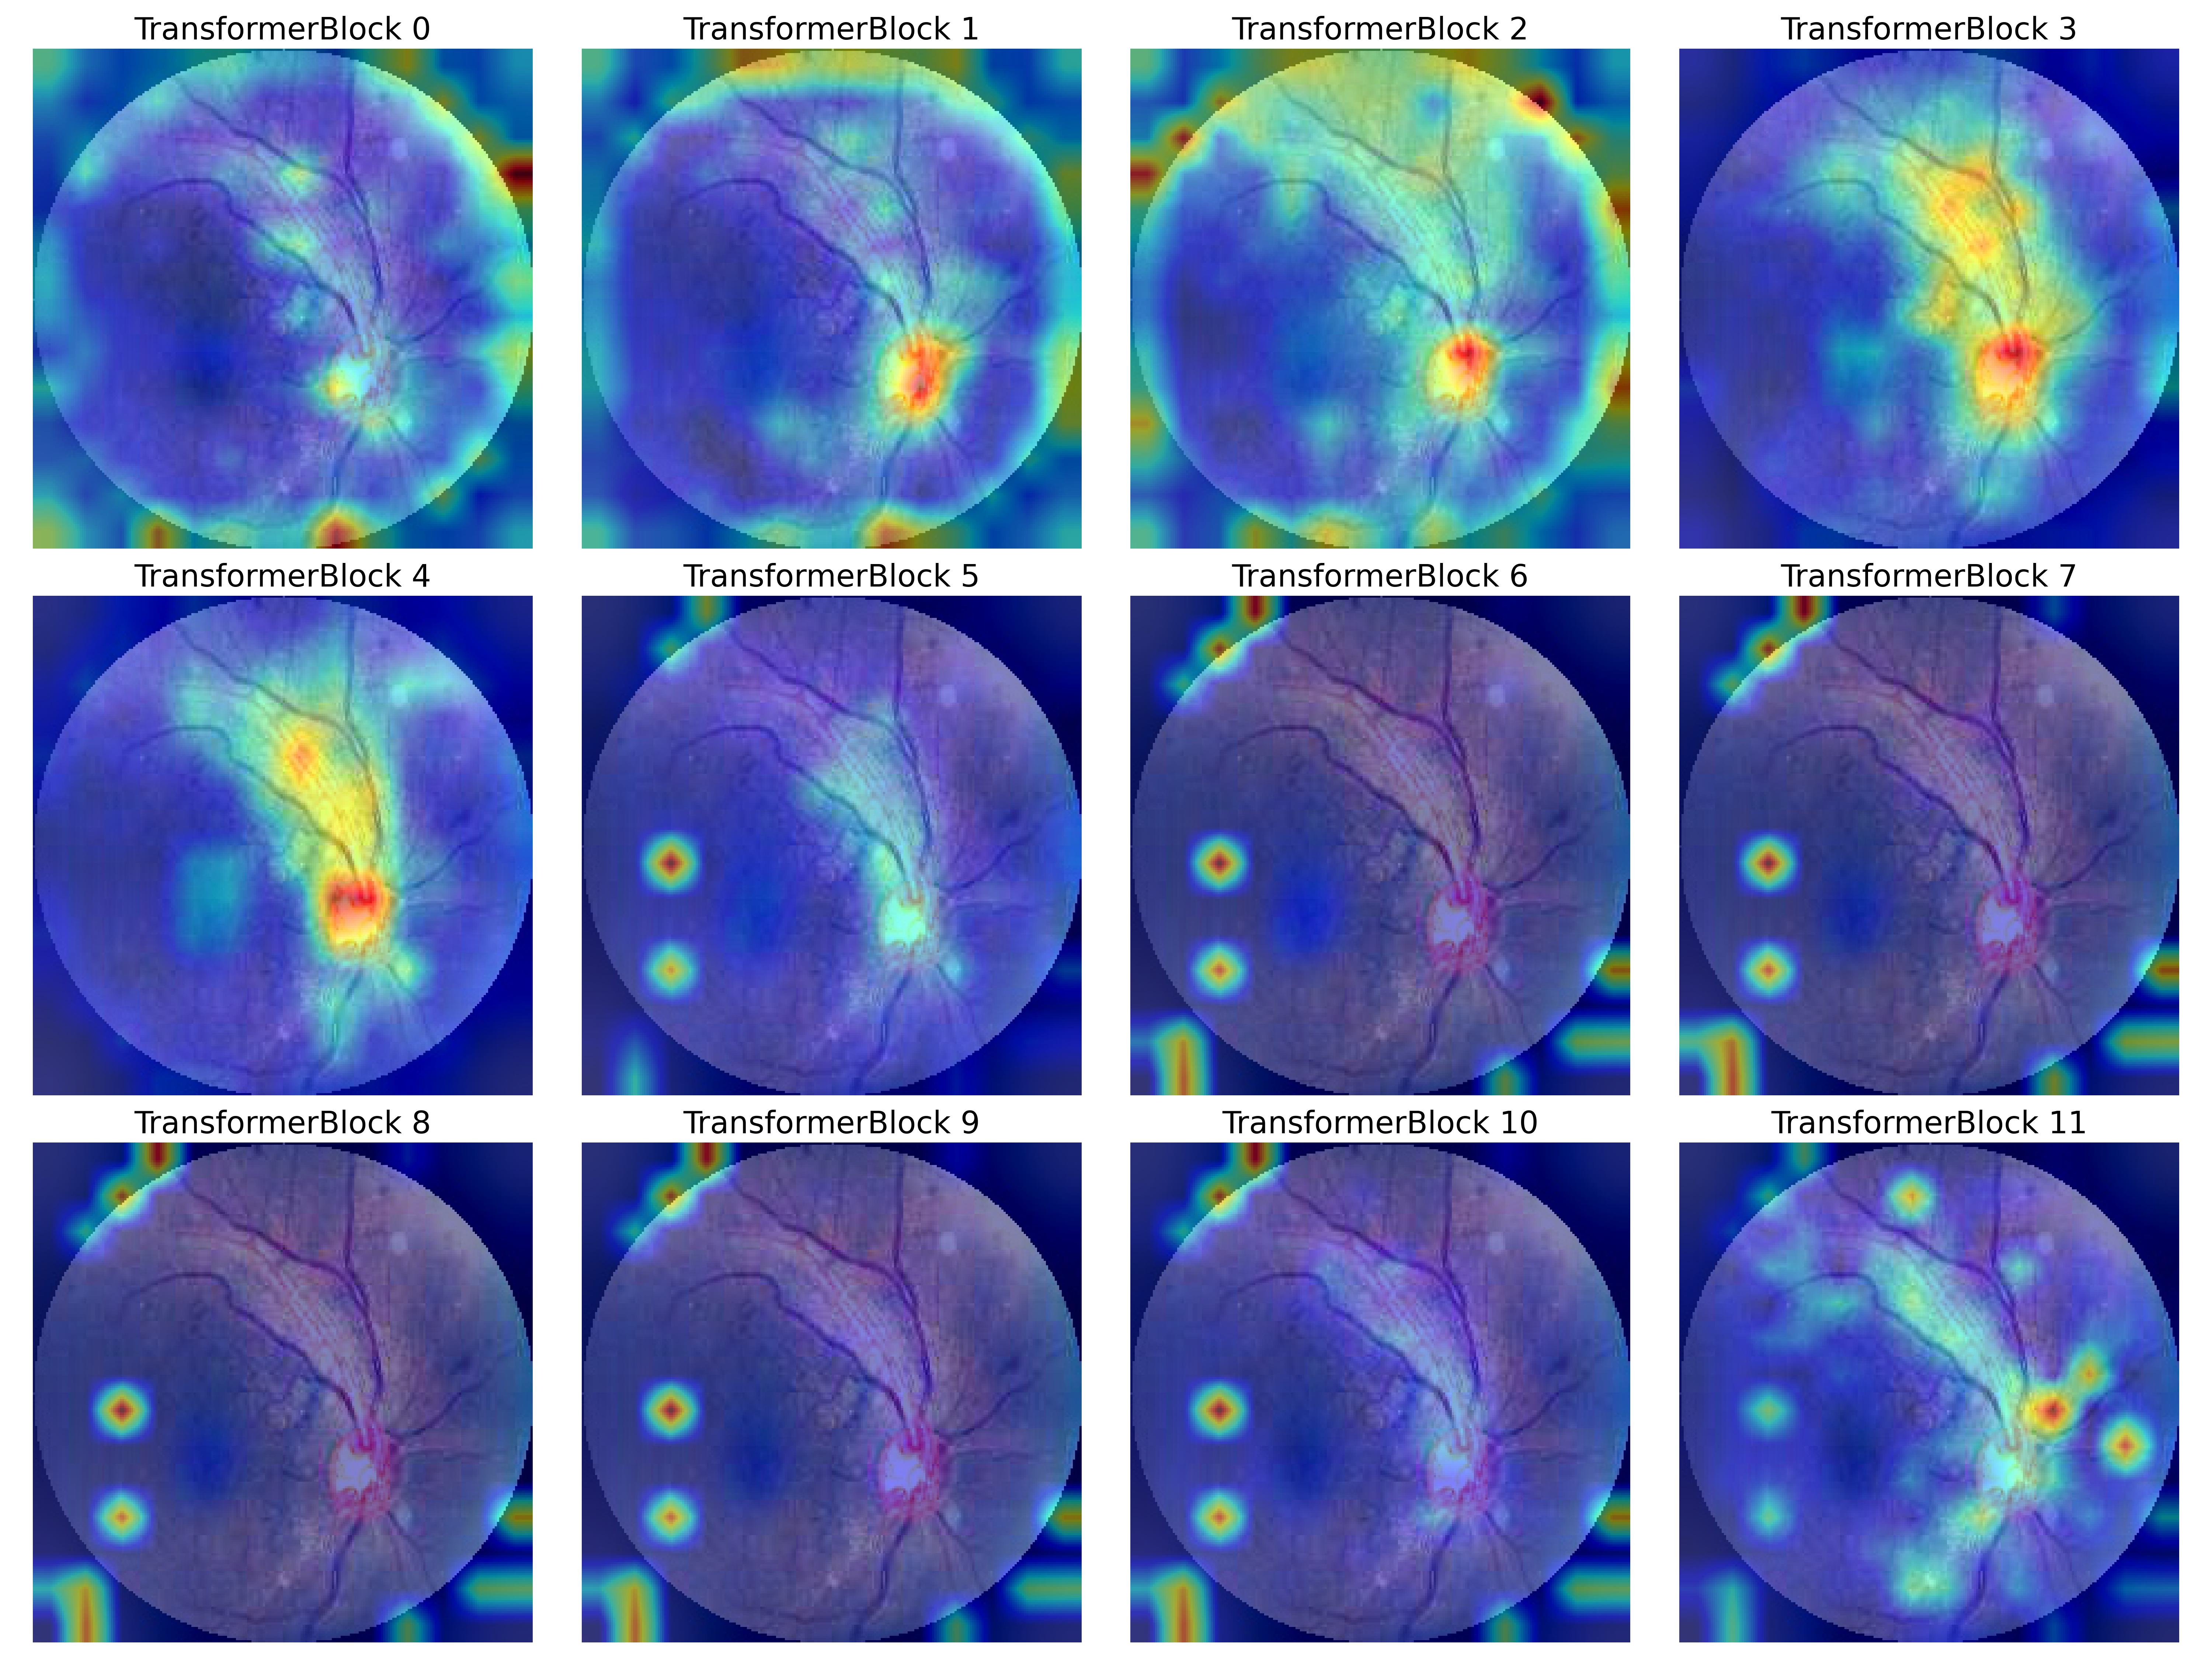 TransformerBlock 0
TransformerBlock 1
TransformerBlock 2
TransformerBlock 3
TransformerBlock 4
TransformerBlock 5
TransformerBlock 6
TransformerBlock 7
TransformerBlock 8
TransformerBlock 9
TransformerBlock 10
TransformerBlock 11